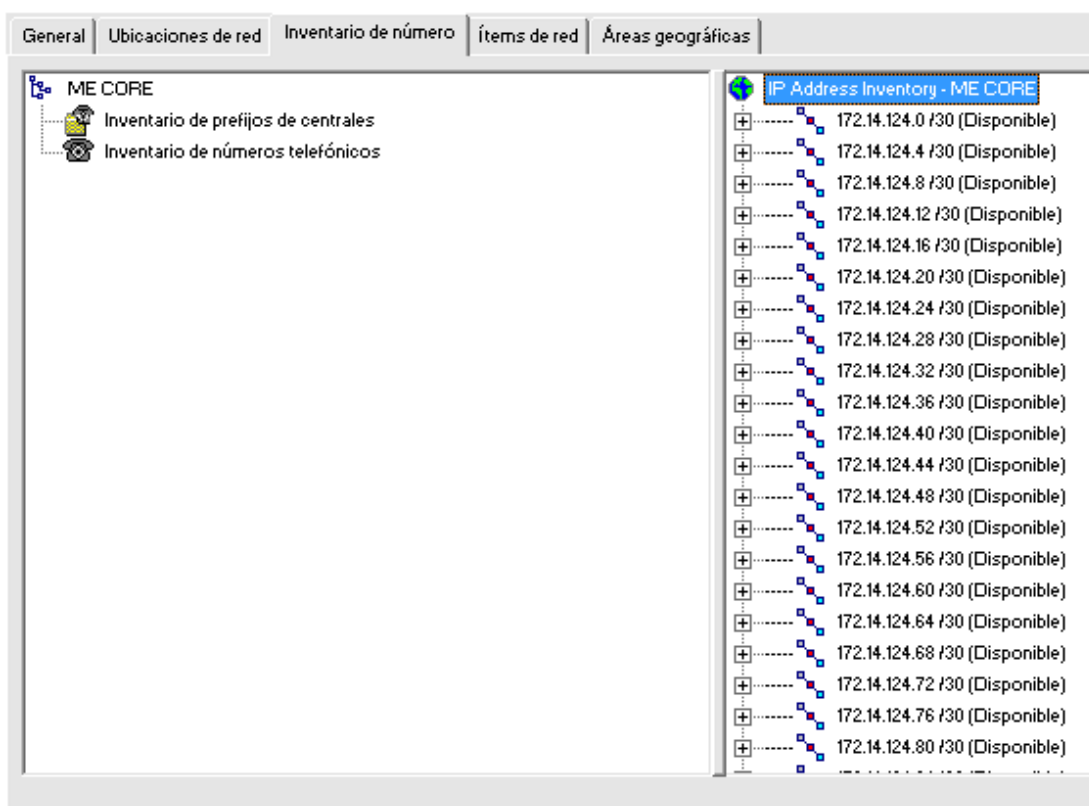 General
Ubicaciones de red
Inventario de número
Ítems de red
Áreas geográficas
ME CORE
Inventario de prefijos de centrales
Inventario de números telefónicos
IP Address Inventory - ME CORE
172.14.124.0 /30 (Disponible)
172.14.124.4 /30 (Disponible)
172.14.124.8 /30 (Disponible)
172.14.124.12 /30 (Disponible)
172.14.124.16 /30 (Disponible)
172.14.124.20 /30 (Disponible)
172.14.124.24 /30 (Disponible)
172.14.124.28 /30 (Disponible)
172.14.124.32 /30 (Disponible)
172.14.124.36 /30 (Disponible)
172.14.124.40 /30 (Disponible)
172.14.124.44 /30 (Disponible)
172.14.124.48 /30 (Disponible)
172.14.124.52 /30 (Disponible)
172.14.124.56 /30 (Disponible)
172.14.124.60 /30 (Disponible)
172.14.124.64 /30 (Disponible)
172.14.124.68 /30 (Disponible)
172.14.124.72 /30 (Disponible)
172.14.124.76 /30 (Disponible)
172.14.124.80 /30 (Disponible)